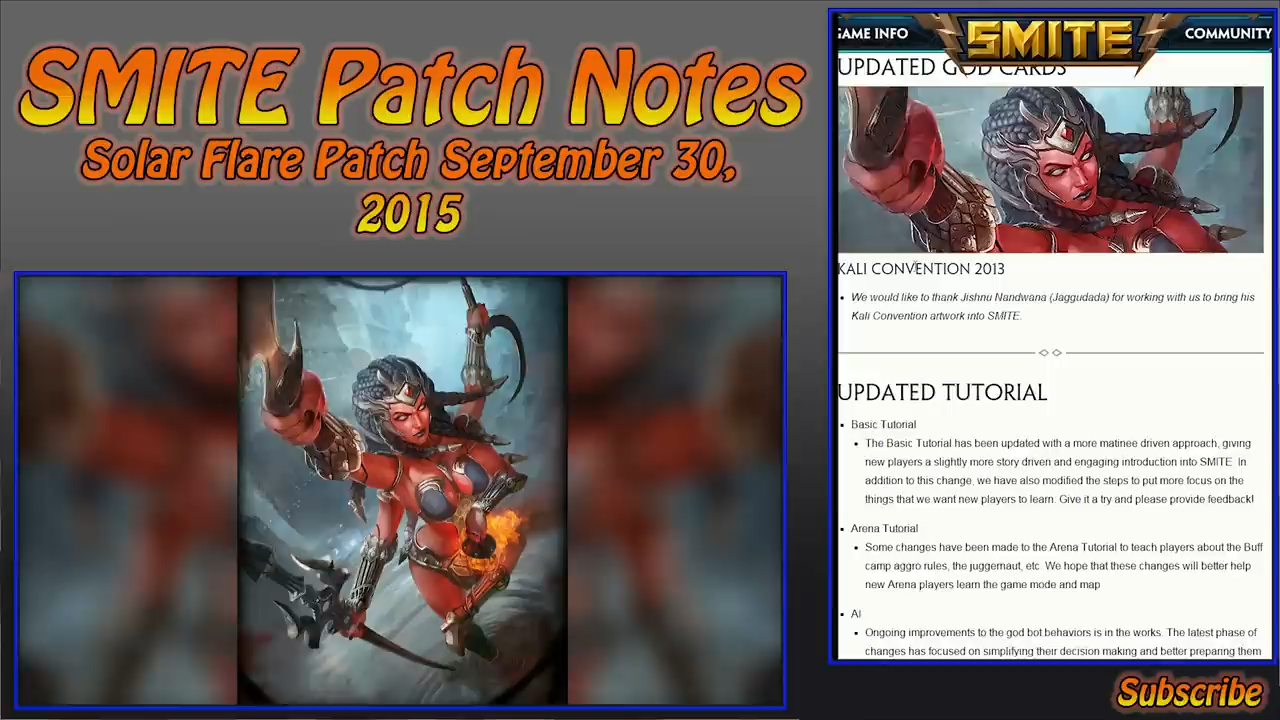 SMITE Patch Notes
Solar Flare Patch September 30,
2015
GAME INFO
SMITE
COMMUNITY
UPDATED GOD CARDS
KALI CONVENTION 2013
We would like to thank Jishnu Nandwana (Jaggudada) for working with us to bring his
Kali Convention artwork into SMITE.
UPDATED TUTORIAL
Basic Tutorial
The Basic Tutorial has been updated with a more matinee driven approach, giving
new players a slightly more story driven and engaging introduction into SMITE. In
addition to this change, we have also modified the steps to put more focus on the
things that we want new players to learn. Give it a try and please provide feedback!
Arena Tutorial
Some changes have been made to the Arena Tutorial to teach players about the Buff
camp aggro rules, the juggernaut, etc. We hope that these changes will better help
new Arena players learn the game mode and map
AI
Ongoing improvements to the god bot behaviors is in the works. The latest phase of
changes has focused on simplifying their decision making and better preparing them
Subscribe